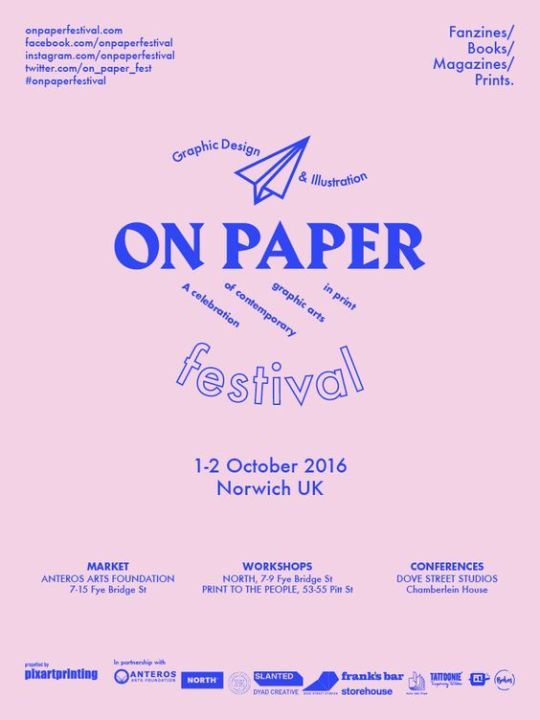 onpaperfestival.com
facebook.com/onpaperfestival
instagram.com/onpaperfestival
twitter.com/on_paper_fest
#onpaperfestival
Fanzines/
Books/
Magazines/
Prints.
Graphic Design
& Illustration
ON PAPER
A celebration
of contemporary
graphic arts
in print
festival
1-2 October 2016
Norwich UK
MARKET
ANTEROS ARTS FOUNDATION
7-15 Fye Bridge St
WORKSHOPS
NORTH, 7-9 Fye Bridge St
PRINT TO THE PEOPLE, 53-55 Pitt St
CONFERENCES
DOVE STREET STUDIOS
Chamberlein House
pixartprinting
In partnership with
ANTEROS
ARTS FOUNDATION
NORTH
SLANTED
DYAD CREATIVE
DOVE STREET STUDIOS
frank's bar
storehouse
TATTOONIE